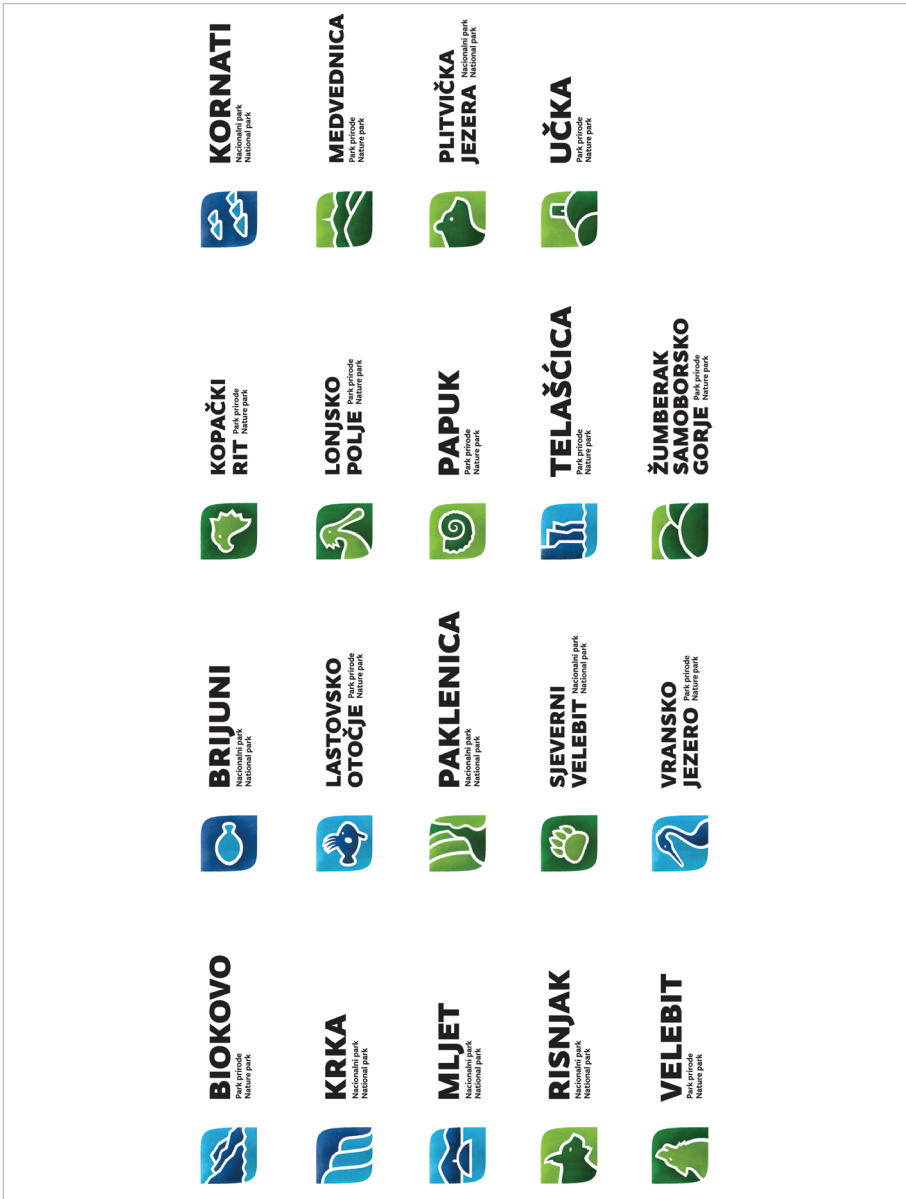 BIOKOVO
Park prirode
Nature park
BRIJUNI
Nacionalni park
National park
KOPAČKI
RIT
Park prirode
Nature park
KORNATI
Nacionalni park
National park
KRKA
Nacionalni park
National park
LASTOVSKO
OTOČJE
Park prirode
Nature park
LONJSKO
POLJE
Park prirode
Nature park
MEDVEDNICA
Park prirode
Nature park
MLJET
Nacionalni park
National park
PAKLENICA
Nacionalni park
National park
PAPUK
Park prirode
Nature park
PLITVIČKA
JEZERA
Nacionalni park
National park
RISNJAK
Nacionalni park
National park
SJEVERNI
VELEBIT
Nacionalni park
National park
TELAŠĆICA
Park prirode
Nature park
UČKA
Park prirode
Nature park
VELEBIT
Park prirode
Nature park
VRANSKO
JEZERO
Park prirode
Nature park
ŽUMBERAK
SAMOBORSKO
GORJE
Park prirode
Nature park